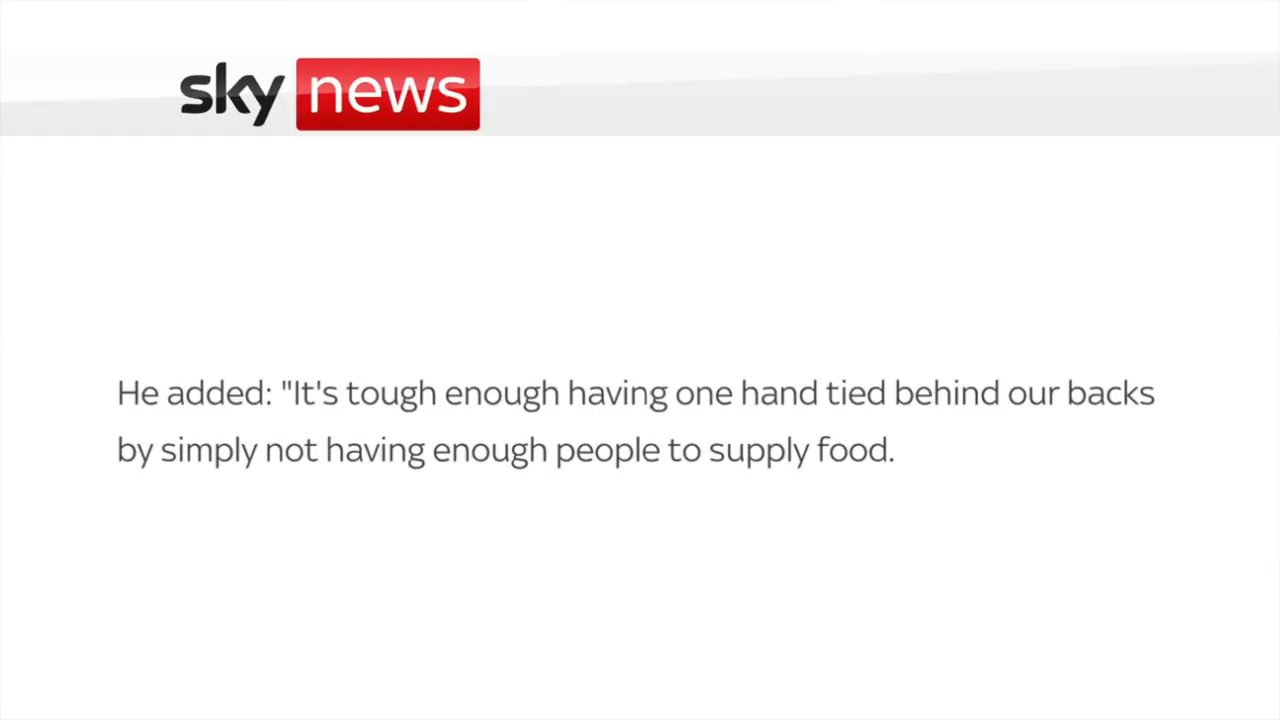 sky news
He added: "It's tough enough having one hand tied behind our backs
by simply not having enough people to supply food.